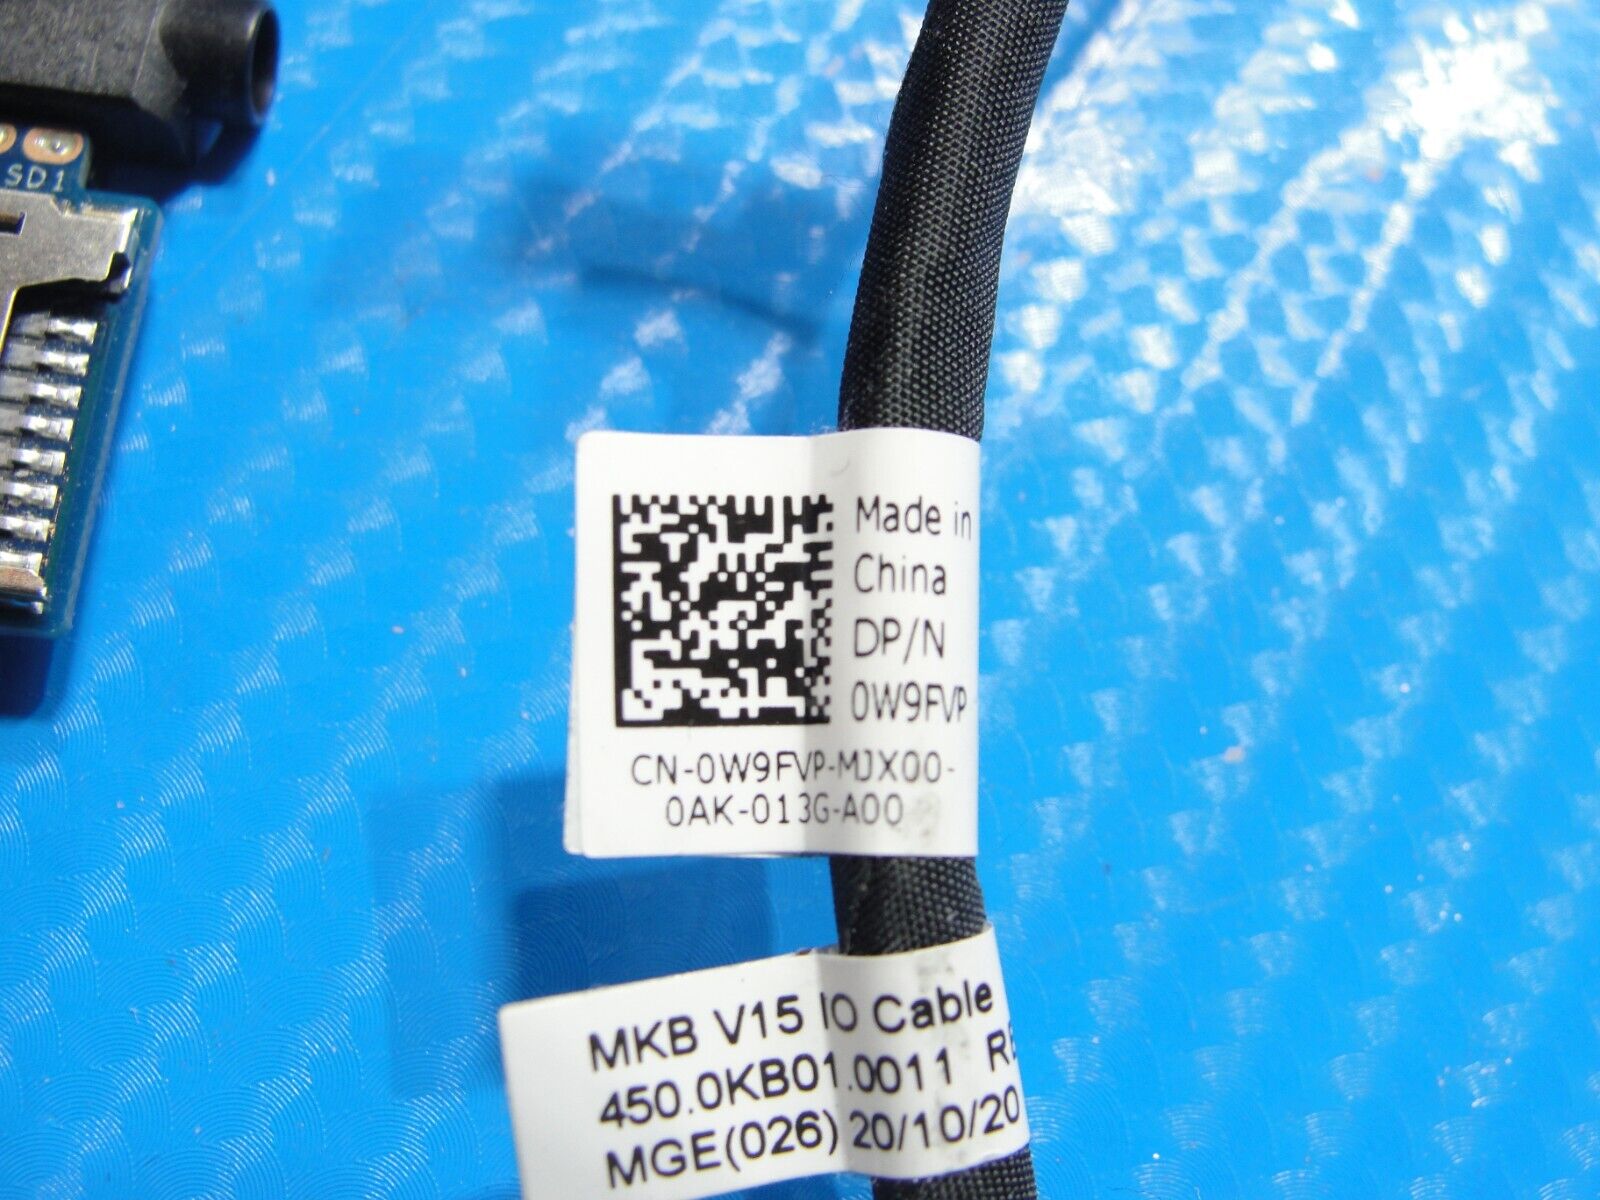 SD1
Made in
China
DP/N
0W9FVP
CN-0W9FVP-MJX00-
0AK-013G-A00
MKB V15 IO Cable
450.0KB01.0011
MGE(026) 20/10/20